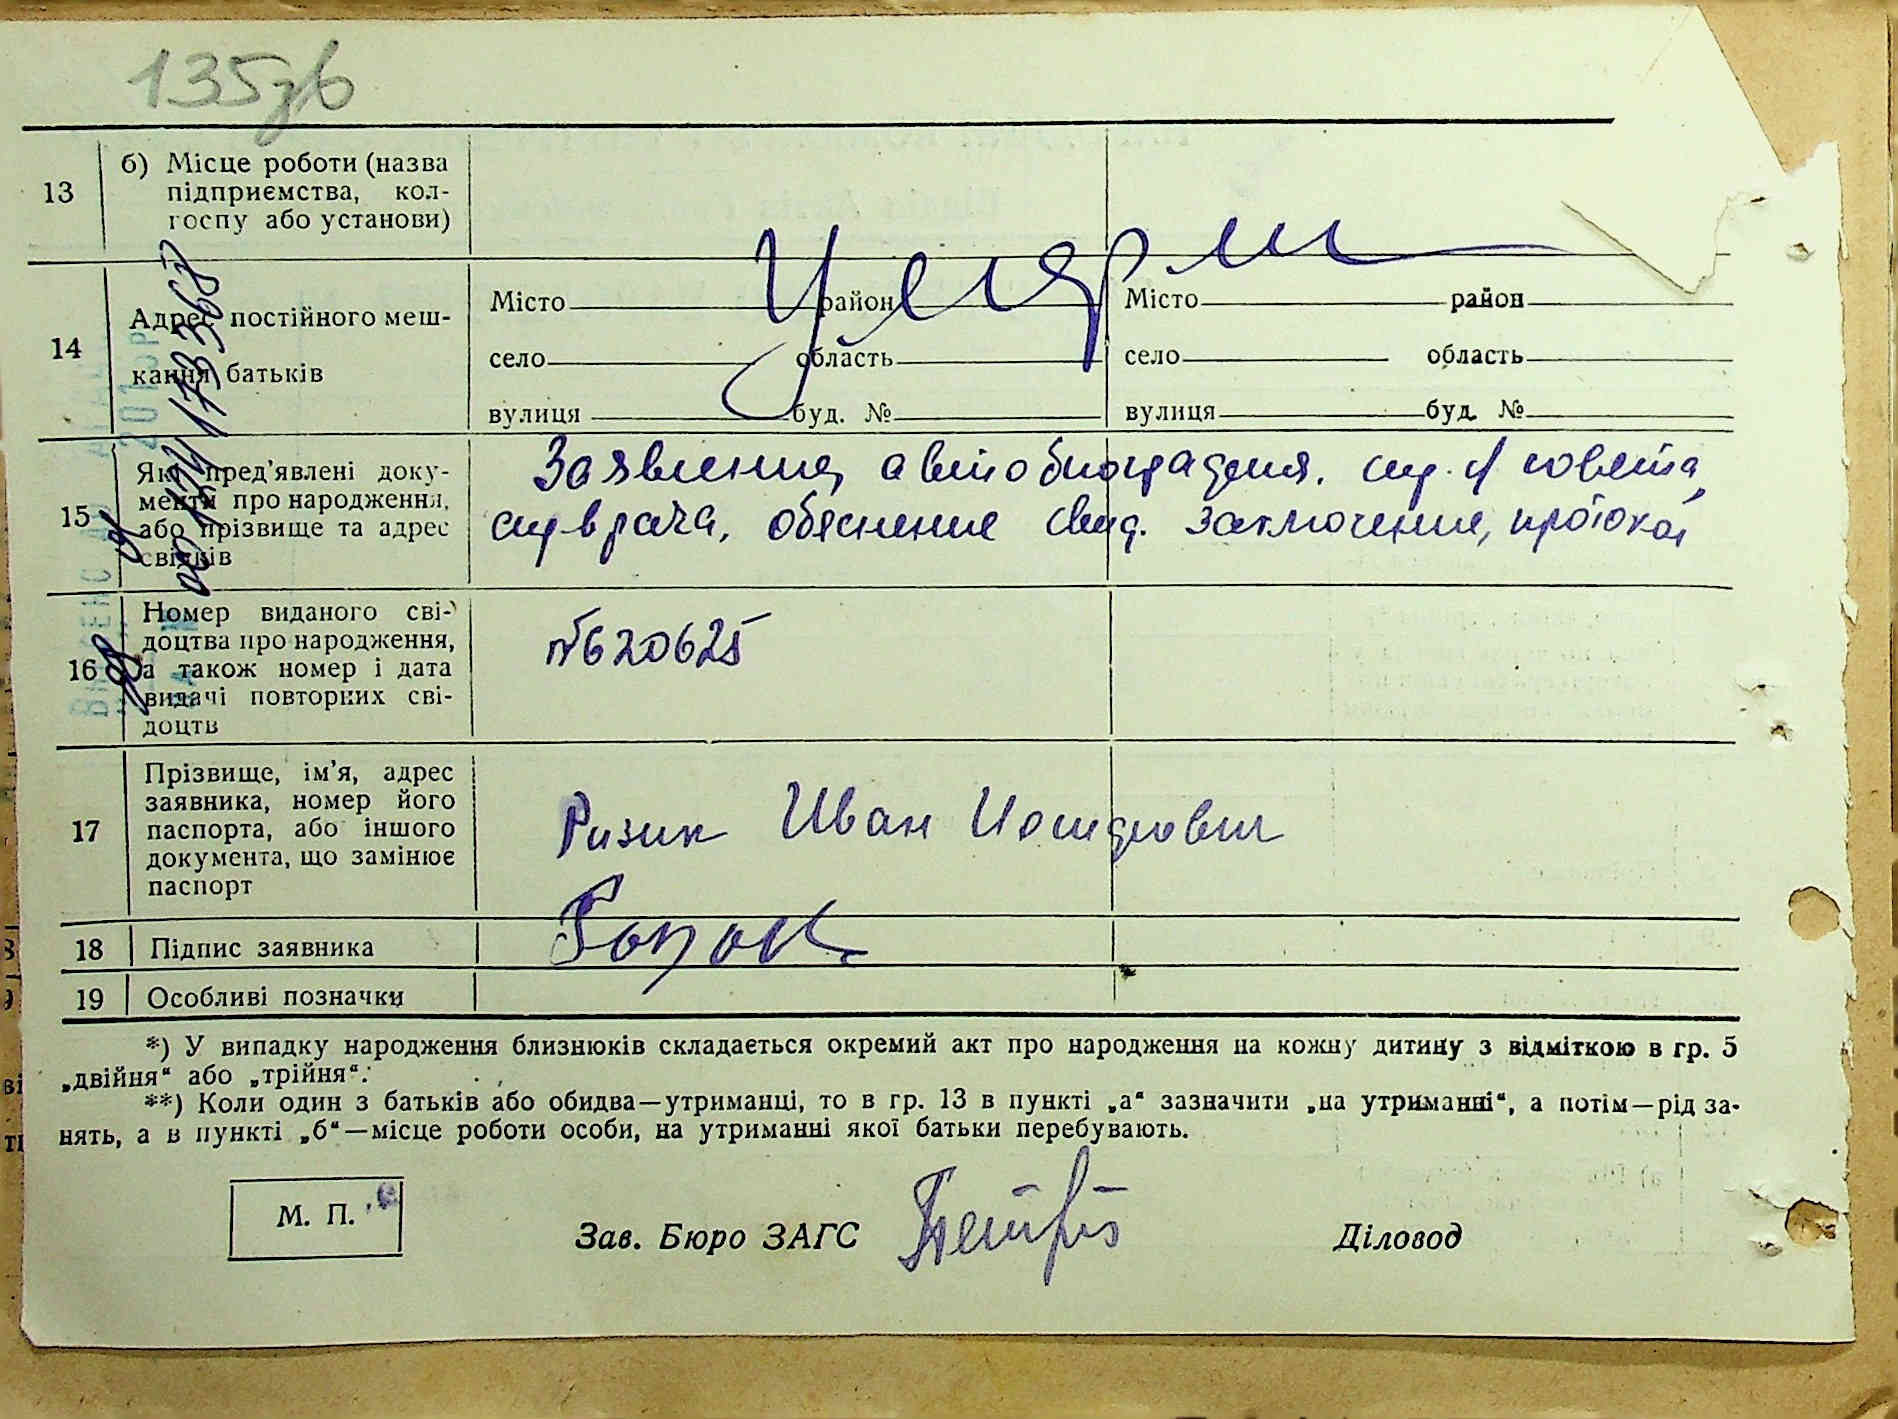 135зв
13 б) Місце роботи (назва
підприємства, кол-
госпу або установи)
Умерли
14 Адрес постійного меш-
кання батьків
Місто район Місто район
село область село область
вулиця буд. № вулиця буд. №
15 Які пред'явлені доку-
менти про народження,
або прізвище та адрес
свідків
Заявление, автобиография. спр. с/совета,
спр врача, обяснение свид. заключение, протокол
16 Номер виданого сві-
доцтва про народження,
а також номер і дата
видачі повторних сві-
доцтв
№620625
17 Прізвище, ім'я, адрес
заявника, номер його
паспорта, або іншого
документа, що замінює
паспорт
Ризик Иван Иосифович
18 Підпис заявника
19 Особливі позначки
*) У випадку народження близнюків складається окремий акт про народження на кожну дитину з відміткою в гр. 5
„двійня“ або „трійня“.
**) Коли один з батьків або обидва—утриманці, то в гр. 13 в пункті „а“ зазначити „на утриманні“, а потім—рід за-
нять, а в пункті „б“—місце роботи особи, на утриманні якої батьки перебувають.
М. П.
Зав. Бюро ЗАГС Діловод